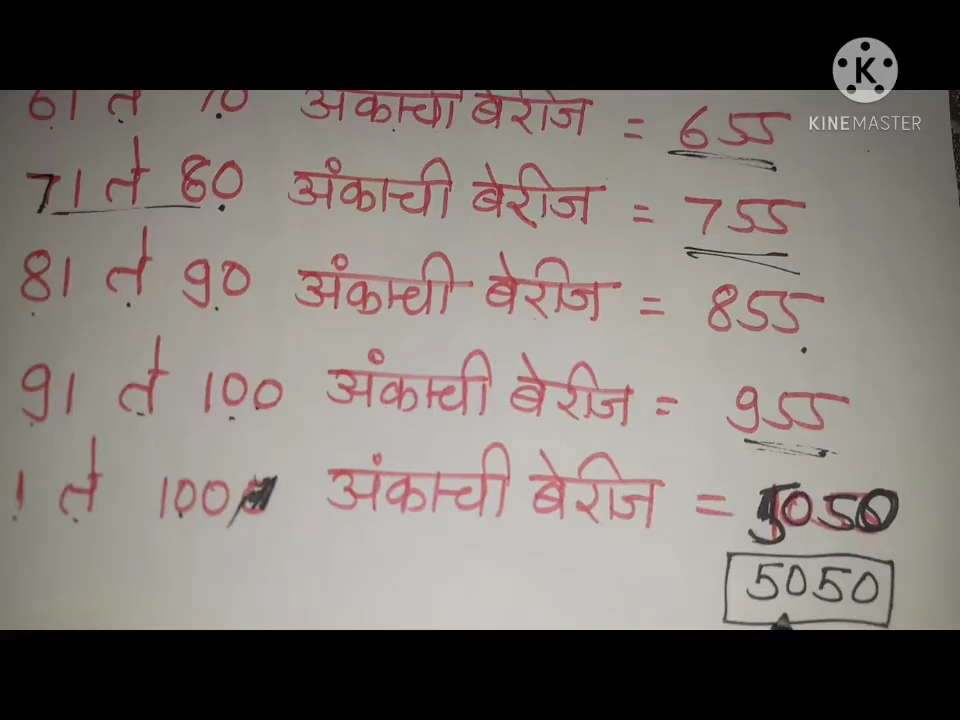 K
KINEMASTER
61 ते 70 अंकाची बेरीज = 655
71 ते 80 अंकाची बेरीज = 755
81 ते 90 अंकाची बेरीज = 855
91 ते 100 अंकाची बेरीज = 955
1 ते 100 अंकाची बेरीज = 5050
5050